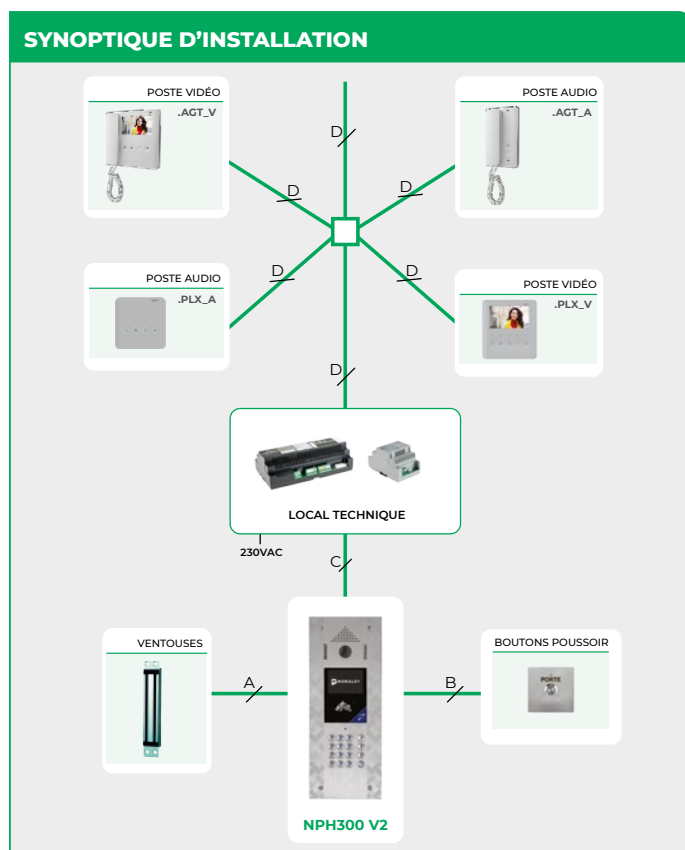 SYNOPTIQUE D'INSTALLATION
POSTE VIDÉO
.AGT_V
POSTE AUDIO
.AGT_A
D
D
D
POSTE AUDIO
.PLX_A
D
D
POSTE VIDÉO
.PLX_V
D
LOCAL TECHNIQUE
230VAC
C
VENTOUSES
A
NORALSY
B
BOUTONS POUSSOIR
PORTE
NPH300 V2